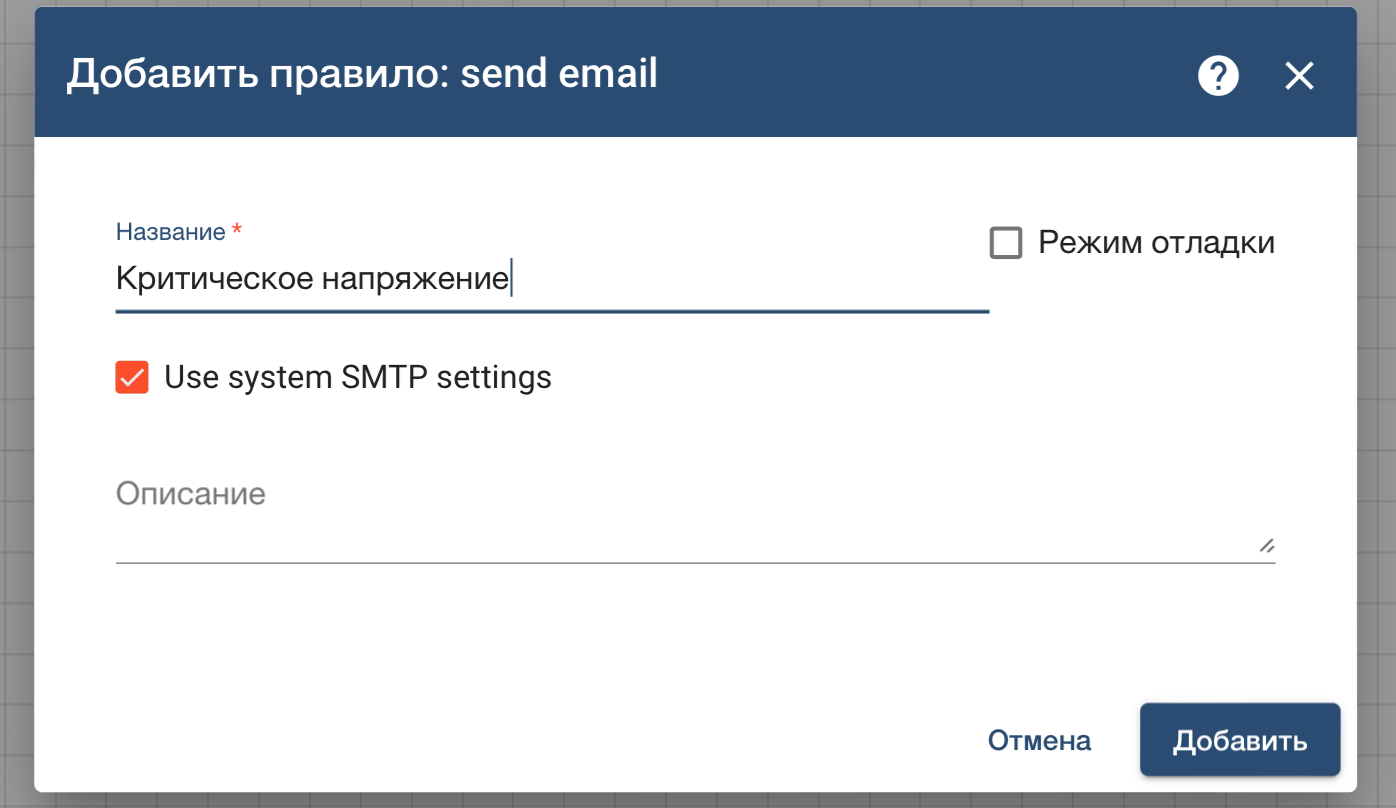 Добавить правило: send email
Название *
Критическое напряжение
Режим отладки
Use system SMTP settings
Описание
Отмена
Добавить